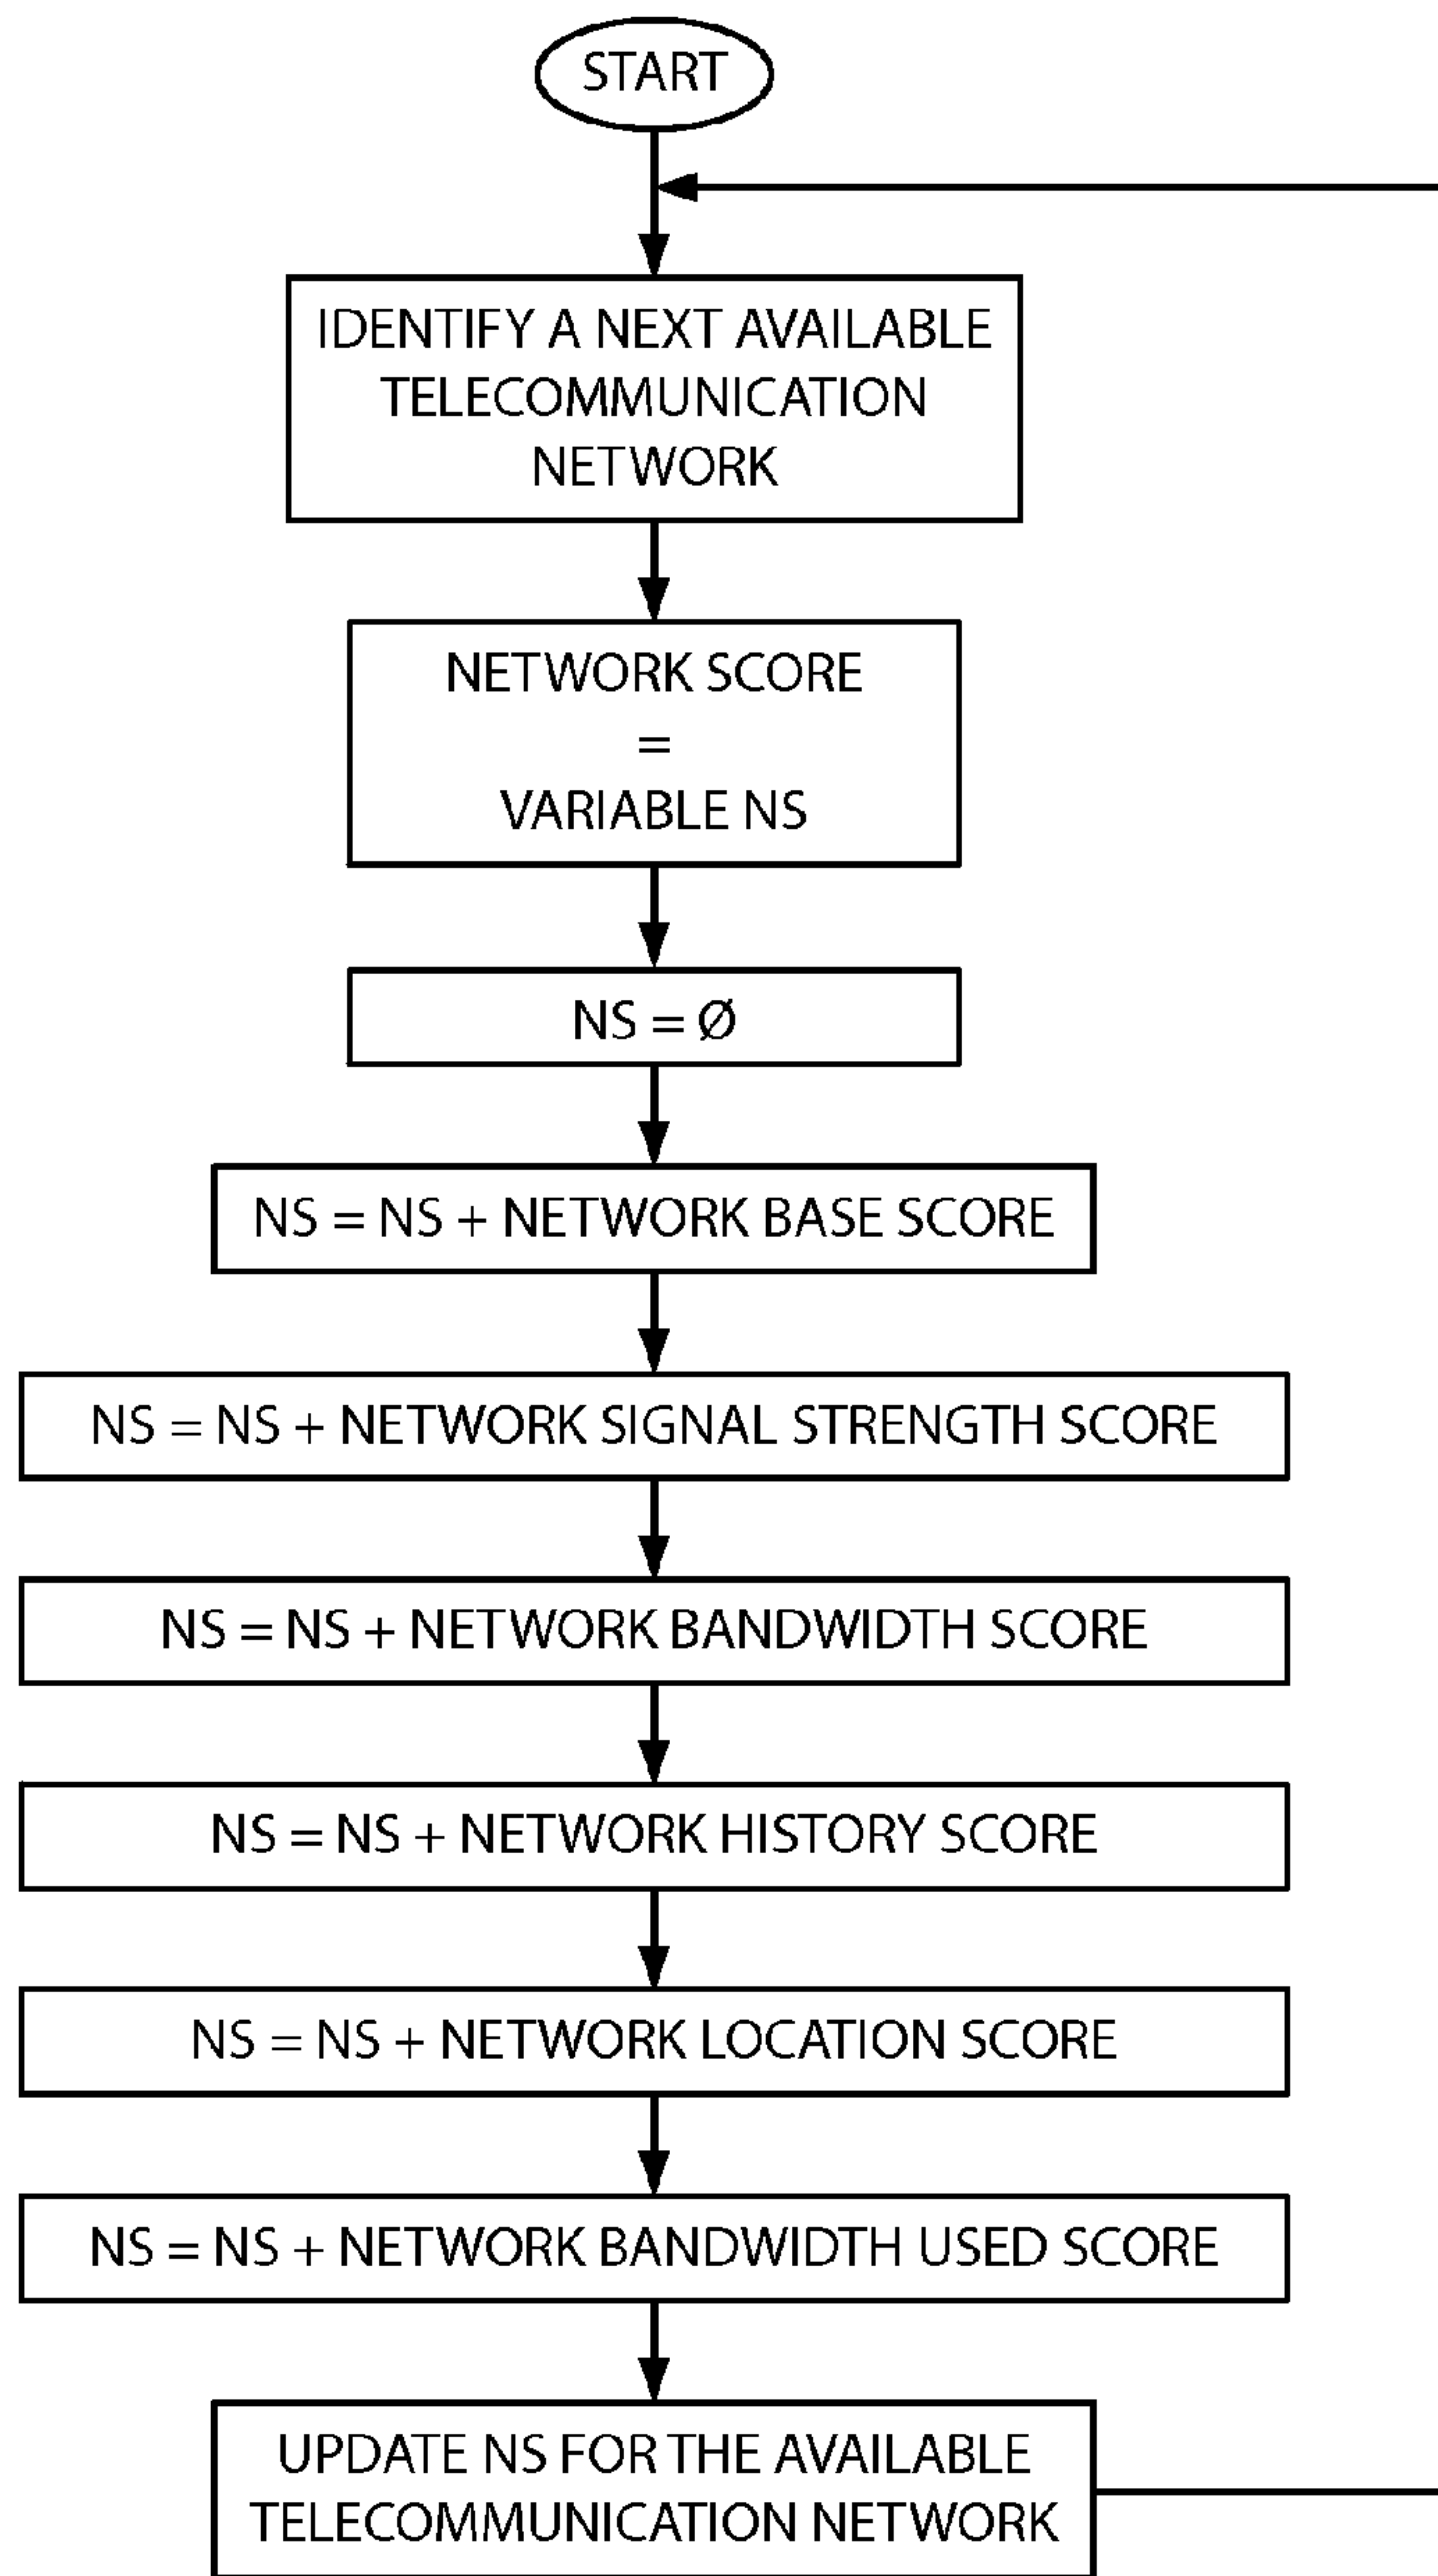 START
IDENTIFY A NEXT AVAILABLE
TELECOMMUNICATION
NETWORK
NETWORK SCORE
=
VARIABLE NS
NS = Ø
NS = NS + NETWORK BASE SCORE
NS = NS + NETWORK SIGNAL STRENGTH SCORE
NS = NS + NETWORK BANDWIDTH SCORE
NS = NS + NETWORK HISTORY SCORE
NS = NS + NETWORK LOCATION SCORE
NS = NS + NETWORK BANDWIDTH USED SCORE
UPDATE NS FOR THE AVAILABLE
TELECOMMUNICATION NETWORK